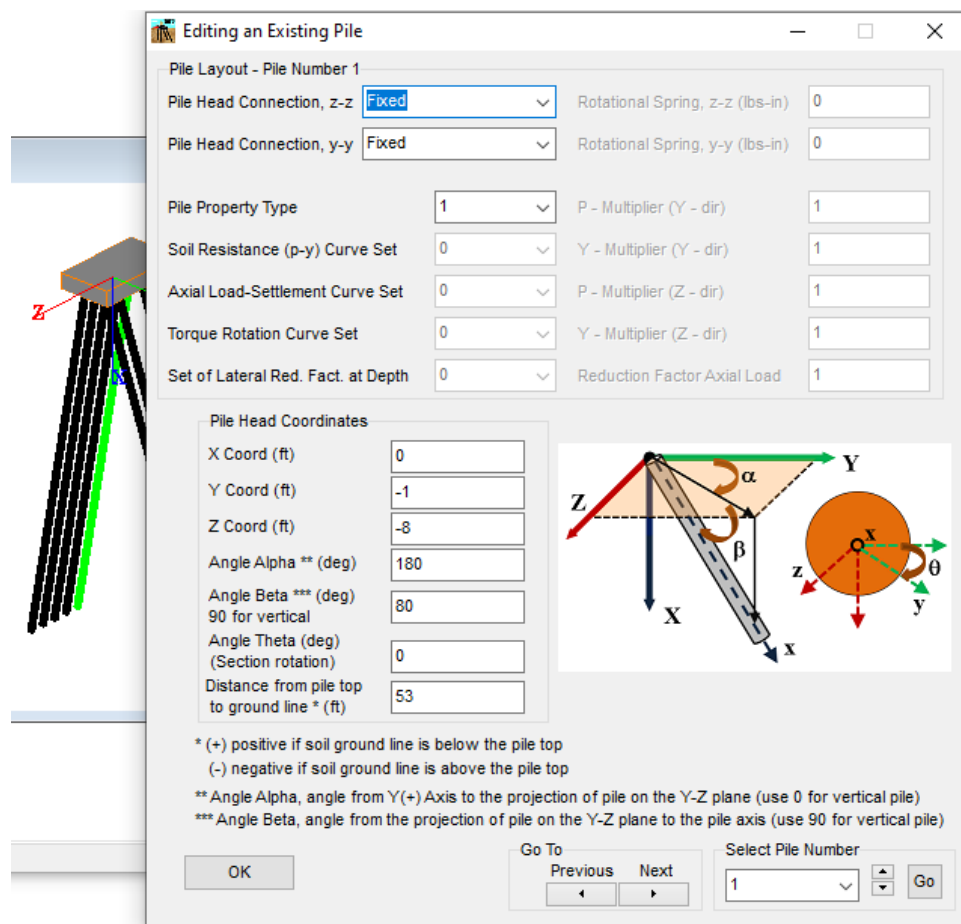 Editing an Existing Pile
Pile Layout - Pile Number 1
Pile Head Connection, z-z Fixed Rotational Spring, z-z (lbs-in) 0
Pile Head Connection, y-y Fixed Rotational Spring, y-y (lbs-in) 0
Pile Property Type 1 P - Multiplier (Y - dir) 1
Soil Resistance (p-y) Curve Set 0 Y - Multiplier (Y - dir) 1
Axial Load-Settlement Curve Set 0 P - Multiplier (Z - dir) 1
Torque Rotation Curve Set 0 Y - Multiplier (Z - dir) 1
Set of Lateral Red. Fact. at Depth 0 Reduction Factor Axial Load 1
Z
X
Pile Head Coordinates
X Coord (ft) 0
Y Coord (ft) -1
Z Coord (ft) -8
Angle Alpha ** (deg) 180
Angle Beta *** (deg)
90 for vertical 80
Angle Theta (deg)
(Section rotation) 0
Distance from pile top
to ground line * (ft) 53
Y
α
Z
β
X
x
x
θ
z
y
* (+) positive if soil ground line is below the pile top
(-) negative if soil ground line is above the pile top
** Angle Alpha, angle from Y(+) Axis to the projection of pile on the Y-Z plane (use 0 for vertical pile)
*** Angle Beta, angle from the projection of pile on the Y-Z plane to the pile axis (use 90 for vertical pile)
OK
Go To
Previous Next
Select Pile Number
1 Go